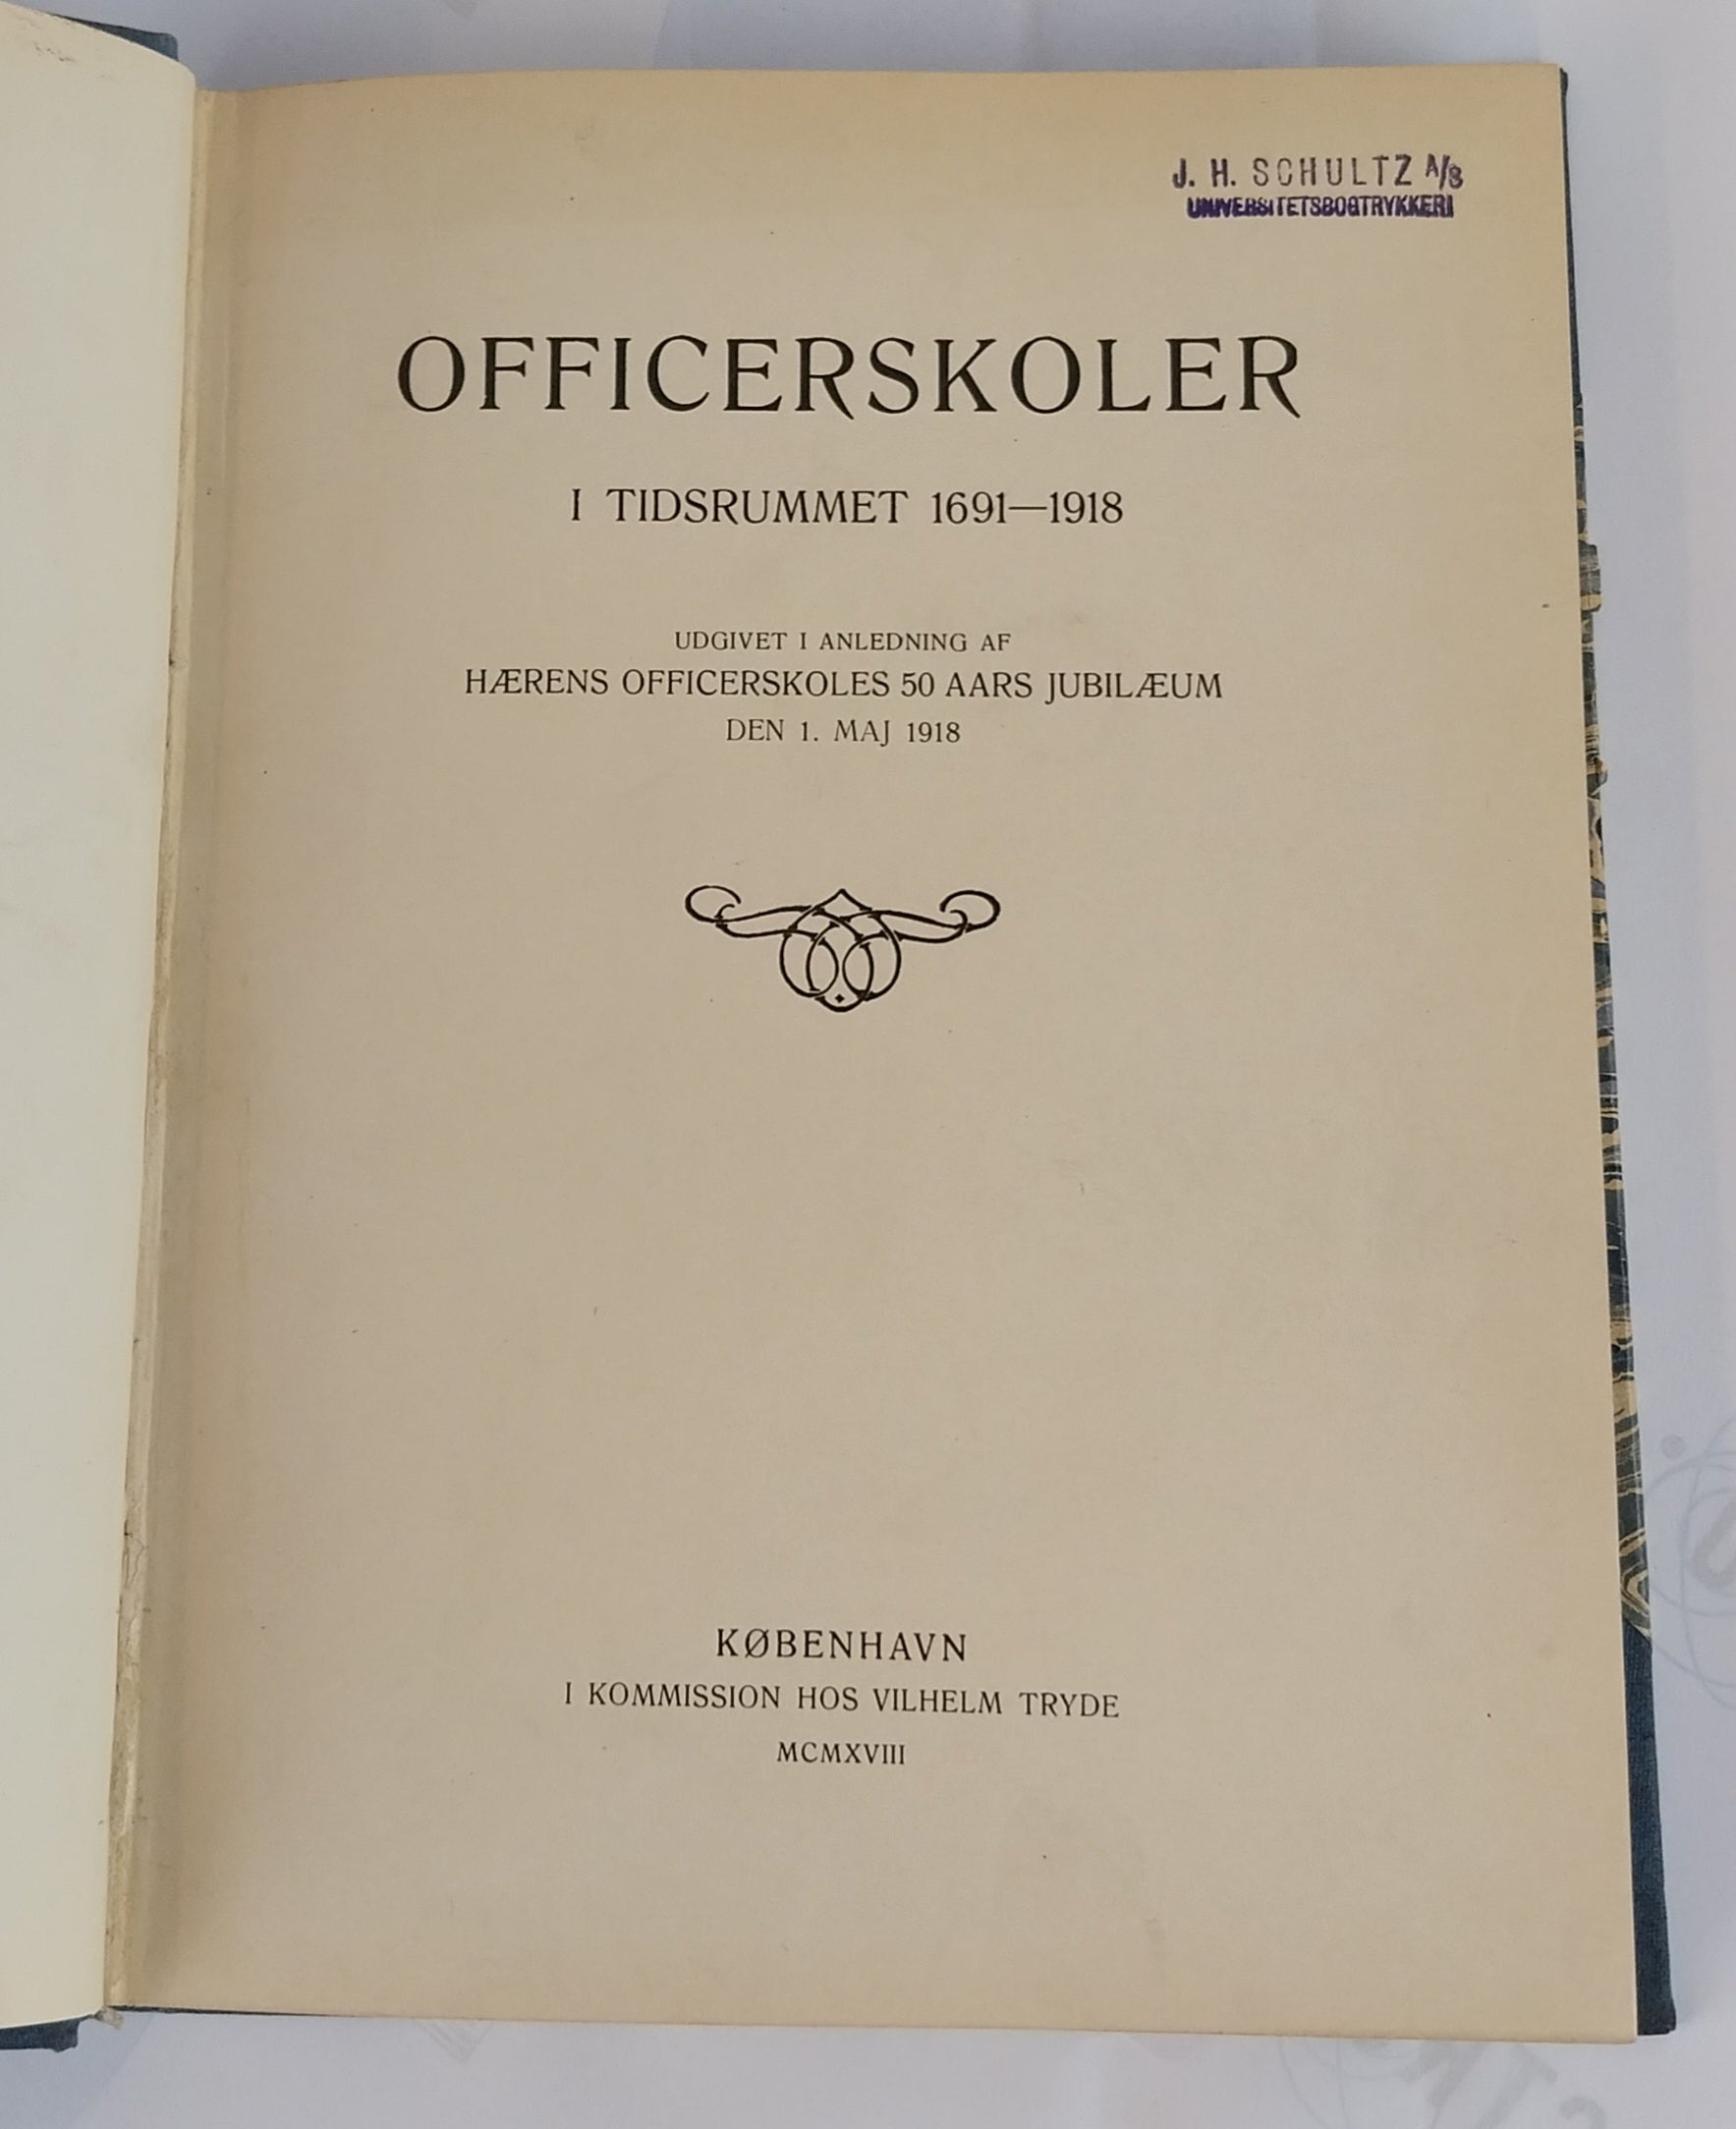 J. H. SCHULTZ A/S
UNIVERSITETSBOGTRYKKERI
OFFICERSKOLER
I TIDSRUMMET 1691—1918
UDGIVET I ANLEDNING AF
HÆRENS OFFICERSKOLES 50 AARS JUBILÆUM
DEN 1. MAJ 1918
KØBENHAVN
I KOMMISSION HOS VILHELM TRYDE
MCMXVIII